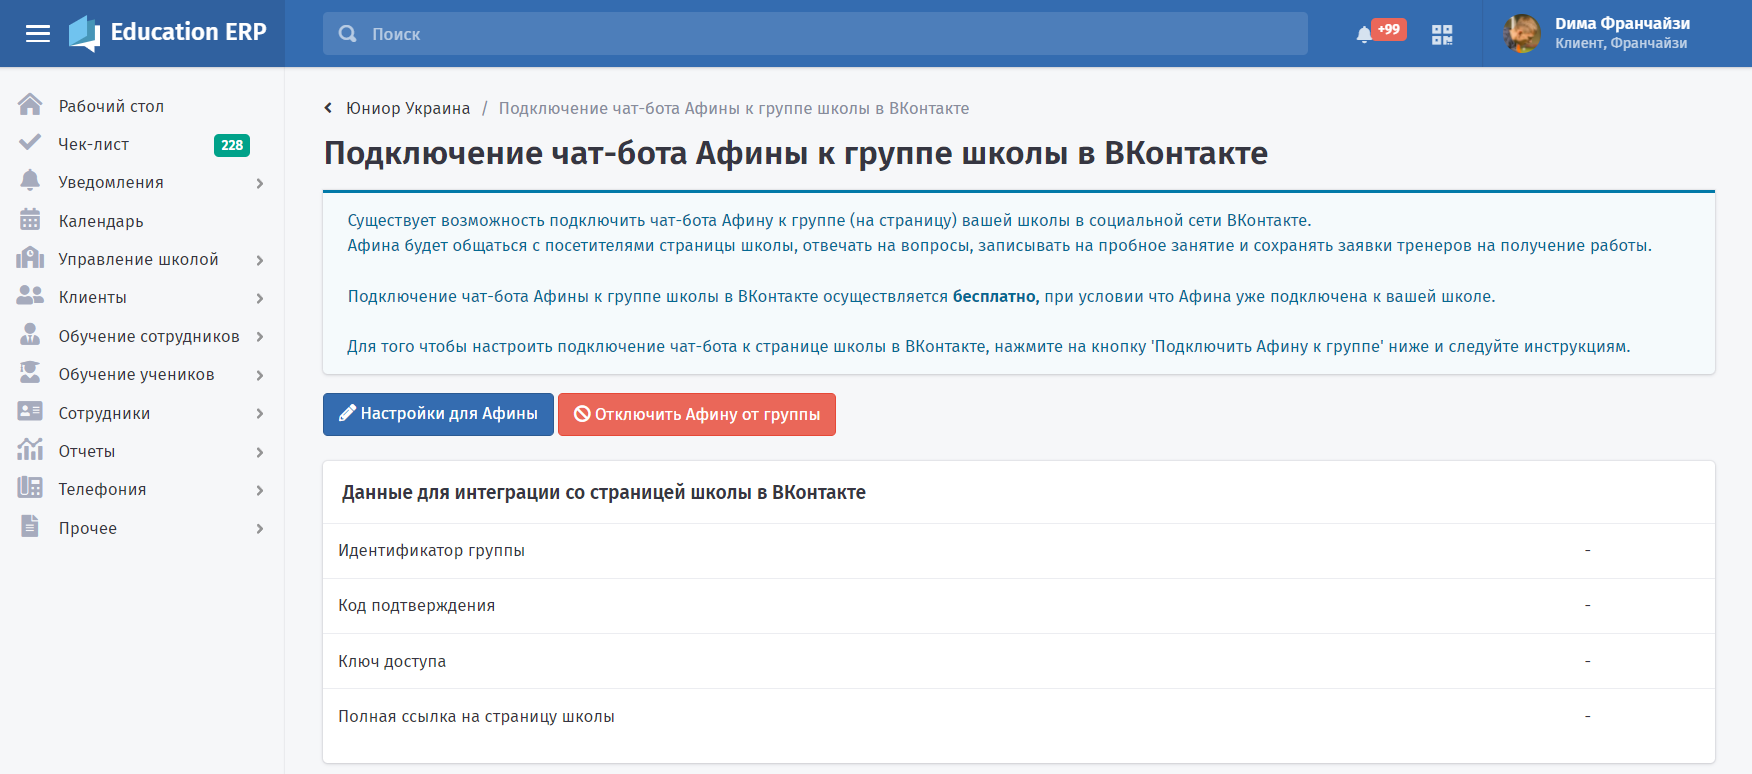 Education ERP
Поиск
+99
Dима Франчайзи
Клиент, Франчайзи
Рабочий стол
Чек-лист
228
Уведомления
Календарь
Управление школой
Клиенты
Обучение сотрудников
Обучение учеников
Сотрудники
Отчеты
Телефония
Прочее
Юниор Украина / Подключение чат-бота Афины к группе школы в ВКонтакте
Подключение чат-бота Афины к группе школы в ВКонтакте
Существует возможность подключить чат-бота Афину к группе (на страницу) вашей школы в социальной сети ВКонтакте.
Афина будет общаться с посетителями страницы школы, отвечать на вопросы, записывать на пробное занятие и сохранять заявки тренеров на получение работы.
Подключение чат-бота Афины к группе школы в ВКонтакте осуществляется бесплатно, при условии что Афина уже подключена к вашей школе.
Для того чтобы настроить подключение чат-бота к странице школы в ВКонтакте, нажмите на кнопку 'Подключить Афину к группе' ниже и следуйте инструкциям.
Настройки для Афины
Отключить Афину от группы
Данные для интеграции со страницей школы в ВКонтакте
Идентификатор группы -
Код подтверждения -
Ключ доступа -
Полная ссылка на страницу школы -